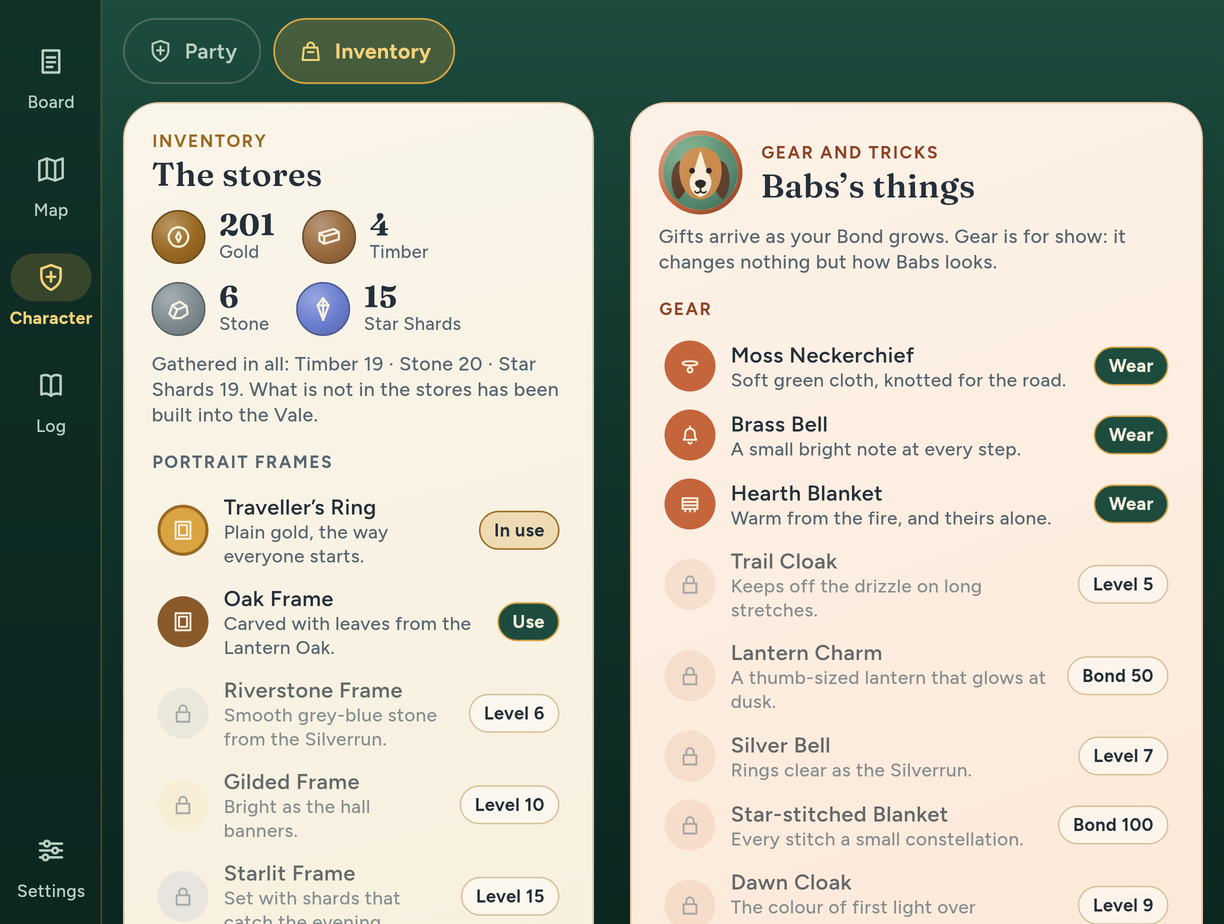 Board
Map
Character
Log
Settings
Party
Inventory
INVENTORY
The stores
201
Gold
4
Timber
6
Stone
15
Star Shards
Gathered in all: Timber 19 · Stone 20 · Star
Shards 19. What is not in the stores has been
built into the Vale.
PORTRAIT FRAMES
Traveller’s Ring
Plain gold, the way
everyone starts.
In use
Oak Frame
Carved with leaves from the
Lantern Oak.
Use
Riverstone Frame
Smooth grey-blue stone
from the Silverrun.
Level 6
Gilded Frame
Bright as the hall
banners.
Level 10
Starlit Frame
Set with shards that
catch the evening.
Level 15
GEAR AND TRICKS
Babs’s things
Gifts arrive as your Bond grows. Gear is for show: it
changes nothing but how Babs looks.
GEAR
Moss Neckerchief
Soft green cloth, knotted for the road.
Wear
Brass Bell
A small bright note at every step.
Wear
Hearth Blanket
Warm from the fire, and theirs alone.
Wear
Trail Cloak
Keeps off the drizzle on long
stretches.
Level 5
Lantern Charm
A thumb-sized lantern that glows at
dusk.
Bond 50
Silver Bell
Rings clear as the Silverrun.
Level 7
Star-stitched Blanket
Every stitch a small constellation.
Bond 100
Dawn Cloak
The colour of first light over
Level 9